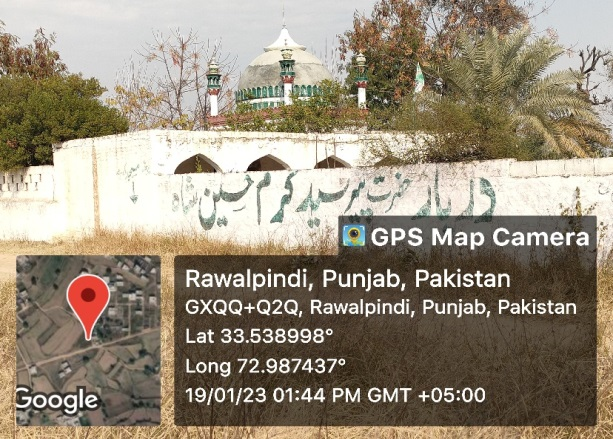 دربار حضرت پیر سید کرم حسین شاہ
GPS Map Camera
Rawalpindi, Punjab, Pakistan
GXQQ+Q2Q, Rawalpindi, Punjab, Pakistan
Lat 33.538998°
Long 72.987437°
19/01/23 01:44 PM GMT +05:00
Google